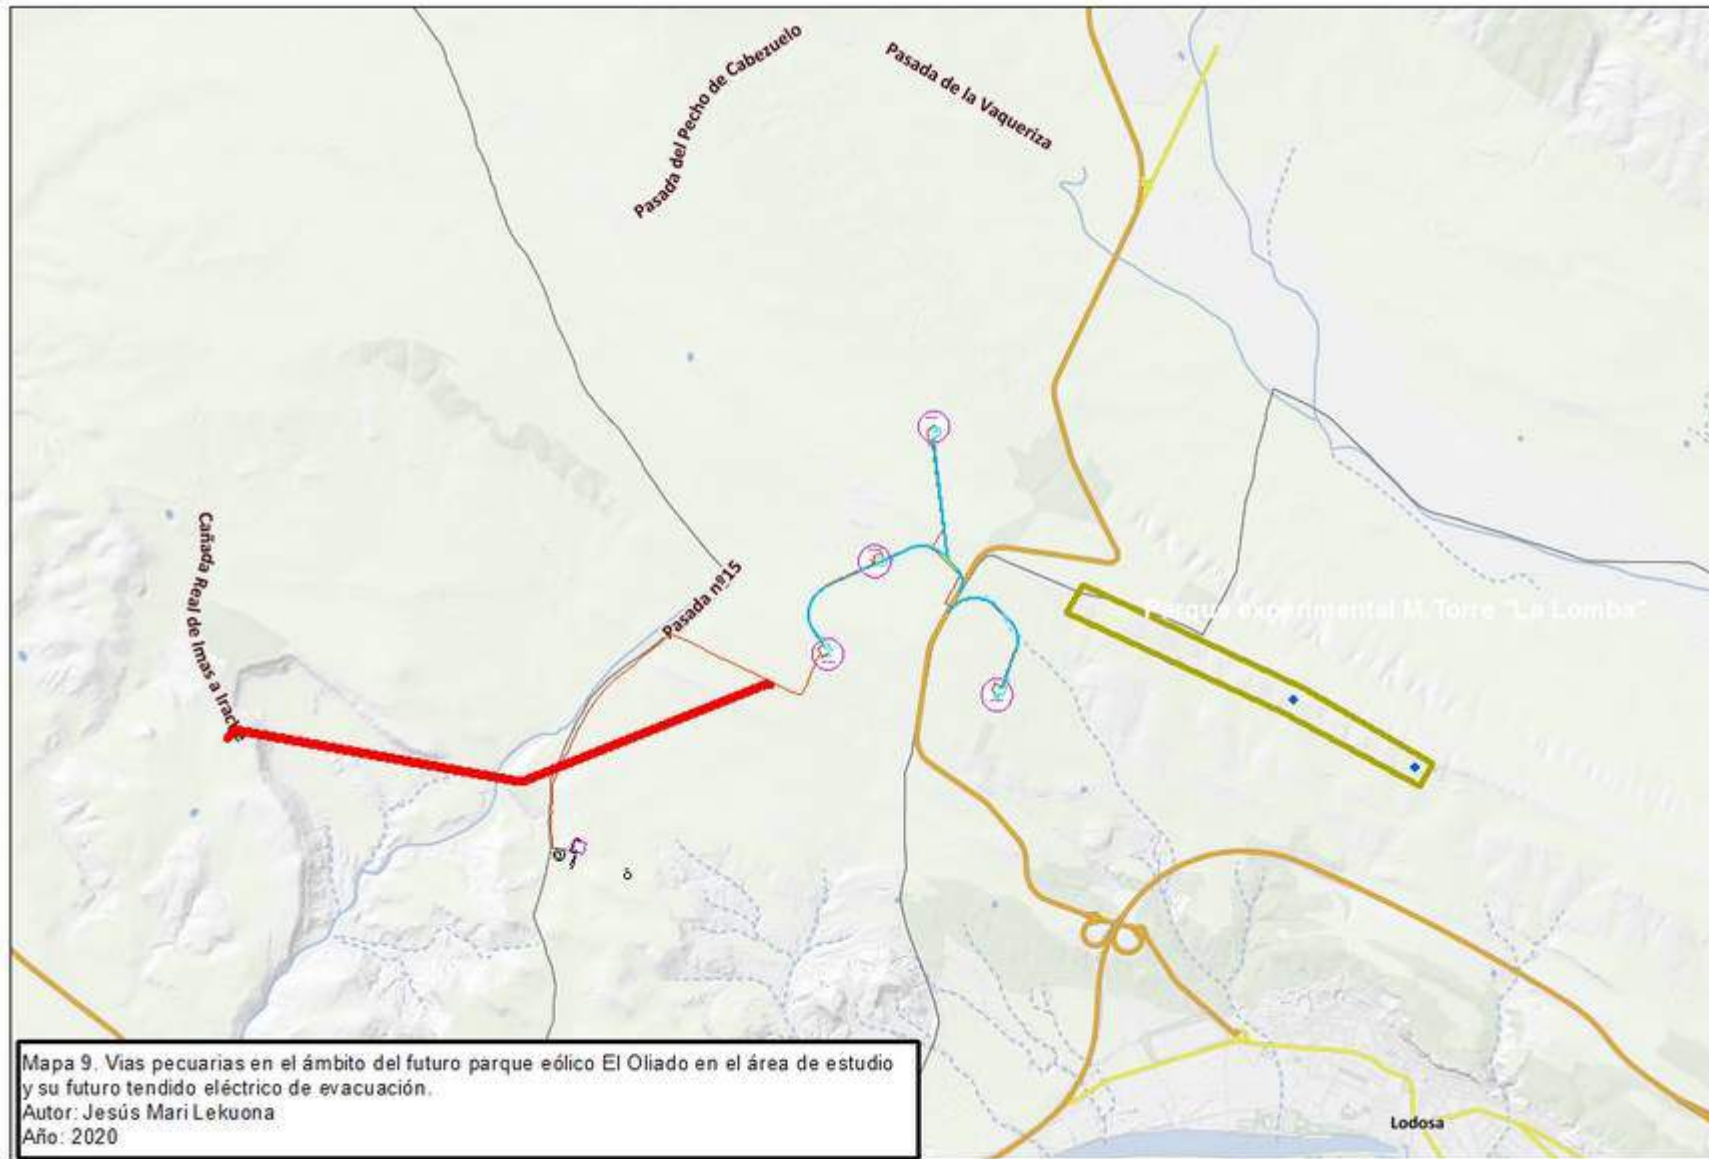 Pasada del Pecho de Cabezuelo
Pasada de la Vaqueriza
Cañada Real de Imas a Irach
Pasada nº15
Parque experimental M. Torre "La Lomba"
Mapa 9. Vias pecuarias en el ámbito del futuro parque eólico El Oliado en el área de estudio
y su futuro tendido eléctrico de evacuación.
Autor: Jesús Mari Lekuona
Año: 2020
Lodosa